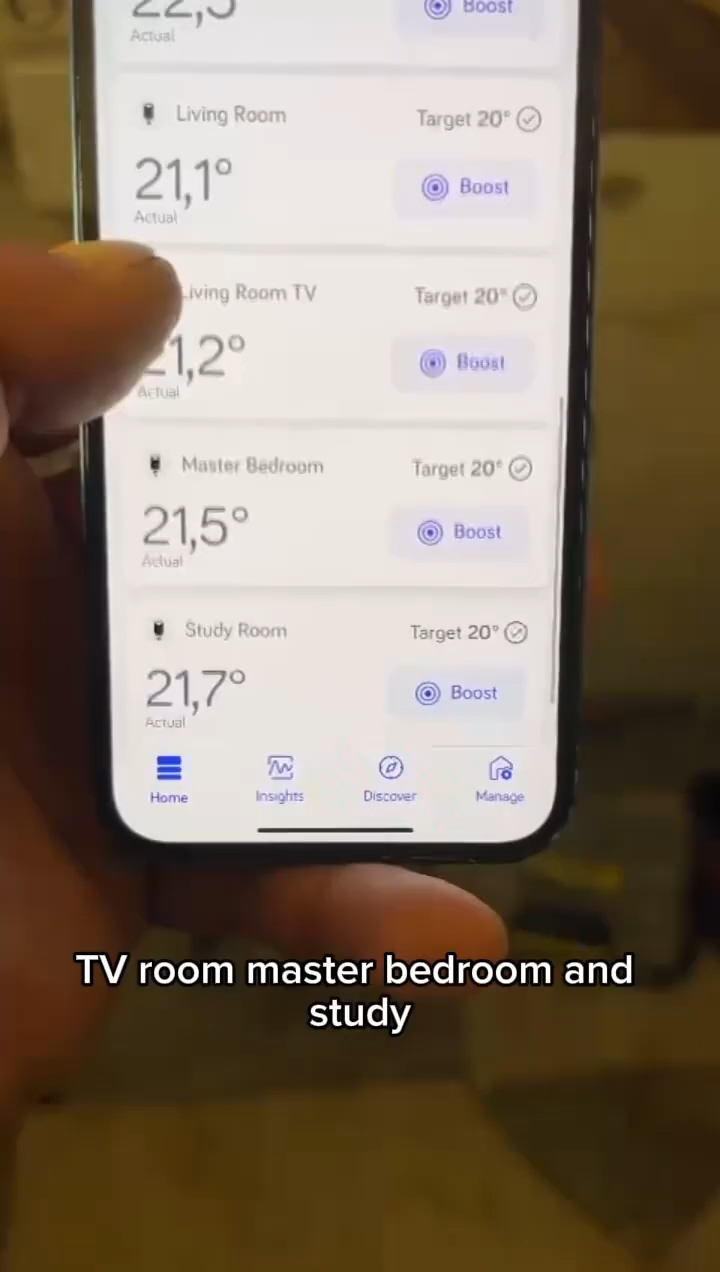 Actual
Boost
Living Room
Target 20°
21,1°
Actual
Boost
Living Room TV
Target 20°
21,2°
Actual
Boost
Master Bedroom
Target 20°
21,5°
Actual
Boost
Study Room
Target 20°
21,7°
Actual
Boost
Home
Insights
Discover
Manage
TV room master bedroom and
study